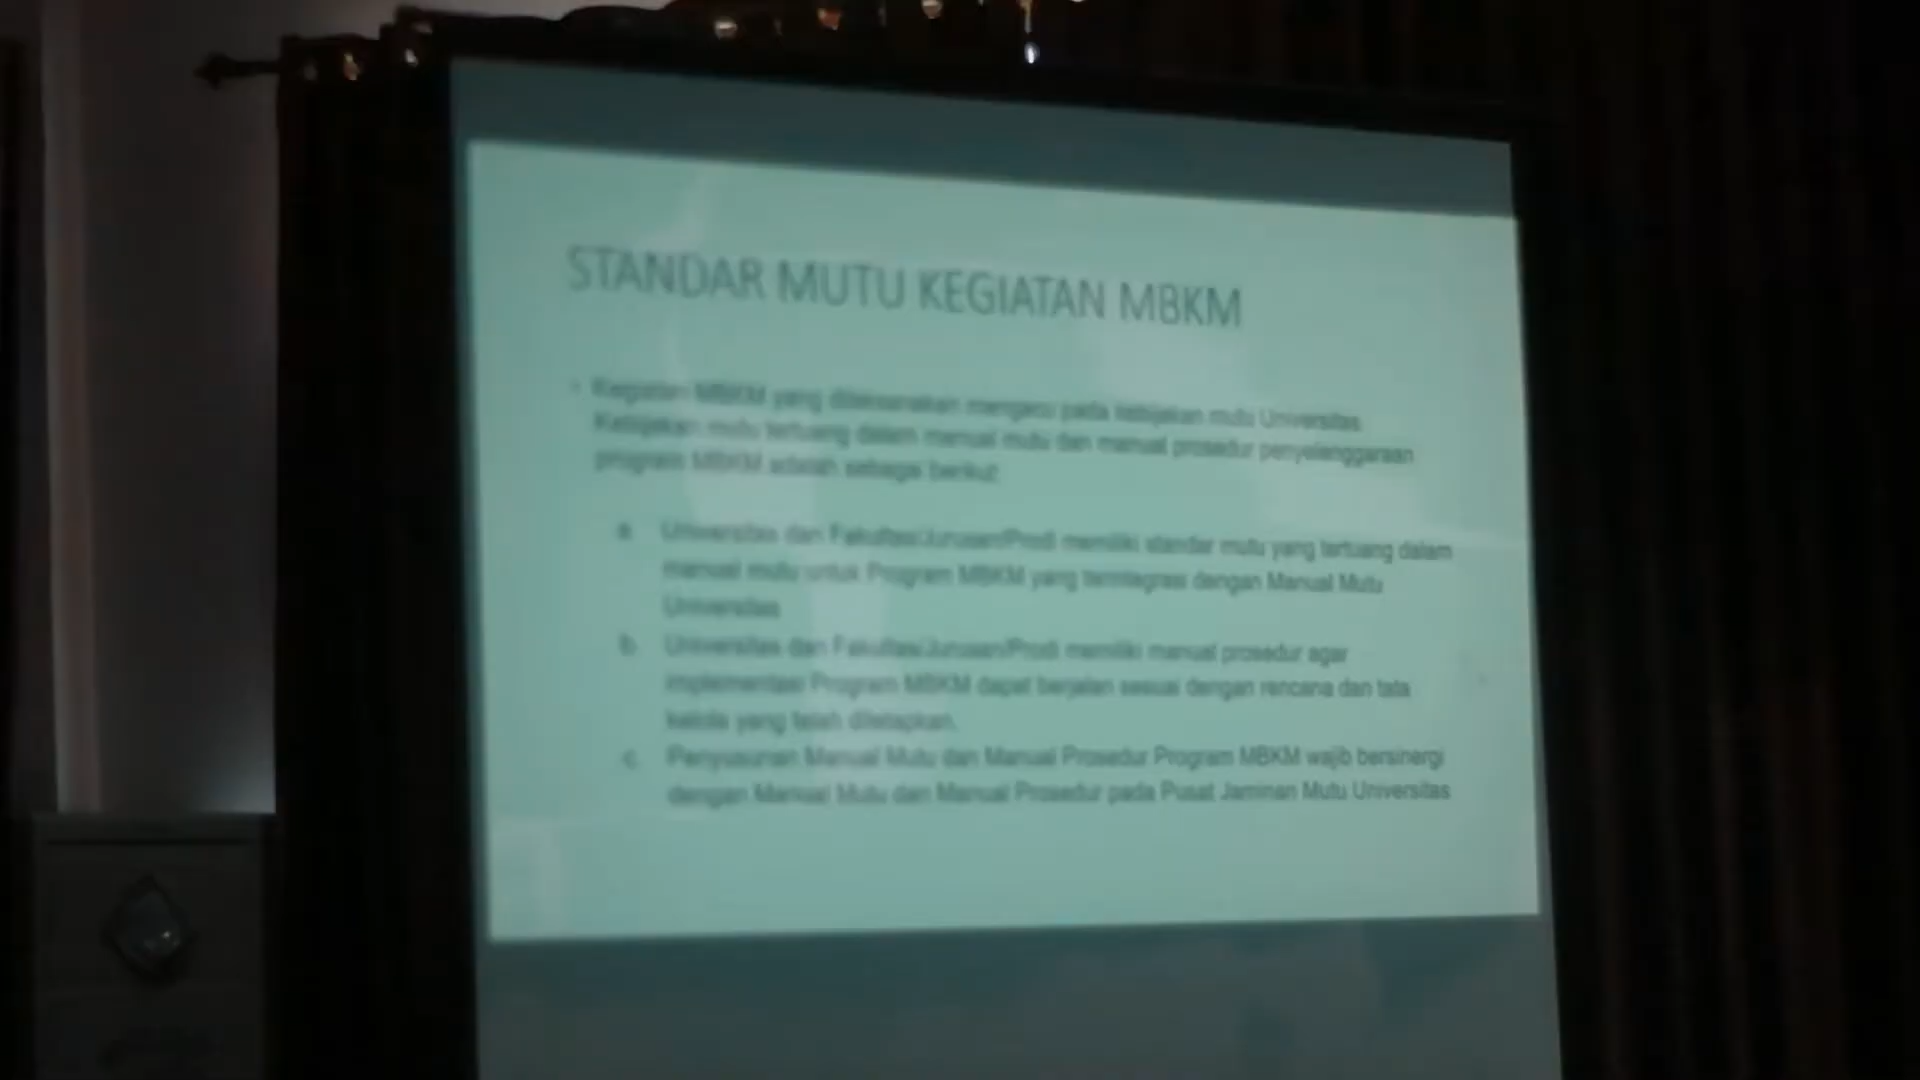 STANDAR MUTU KEGIATAN MBKM
• Kegiatan MBKM yang dilaksanakan mengacu pada kebijakan mutu Universitas
Kebijakan mutu tertuang dalam manual mutu dan manual prosedur penyelenggaraan
program MBKM adalah sebagai berikut:
a. Universitas dan Fakultas/Jurusan/Prodi memiliki standar mutu yang tertuang dalam
manual mutu untuk Program MBKM yang terintegrasi dengan Manual Mutu
Universitas
b. Universitas dan Fakultas/Jurusan/Prodi memiliki manual prosedur agar
implementasi Program MBKM dapat berjalan sesuai dengan rencana dan tata
kelola yang telah ditetapkan.
c. Penyusunan Manual Mutu dan Manual Prosedur Program MBKM wajib bersinergi
dengan Manual Mutu dan Manual Prosedur pada Pusat Jaminan Mutu Universitas